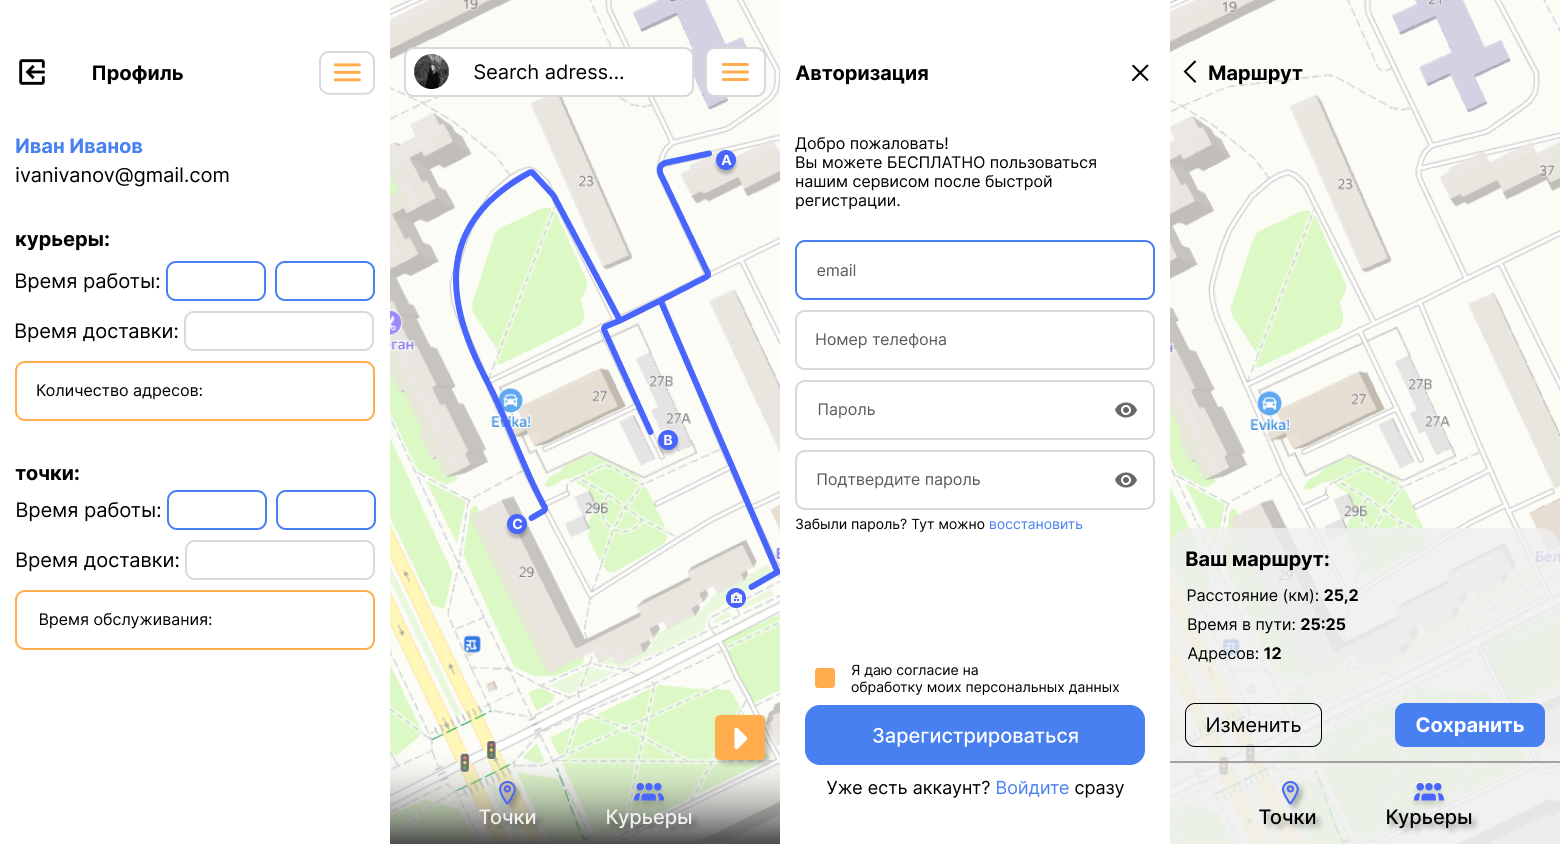 Профиль
Иван Иванов
ivanivanov@gmail.com
курьеры:
Время работы:
Время доставки:
Количество адресов:
точки:
Время работы:
Время доставки:
Время обслуживания:
19
Search adress...
A
23
ган
27В
27
27А
Evika!
B
29Б
C
29
Точки
Курьеры
Авторизация
Добро пожаловать!
Вы можете БЕСПЛАТНО пользоваться
нашим сервисом после быстрой
регистрации.
email
Номер телефона
Пароль
Подтвердите пароль
Забыли пароль? Тут можно восстановить
Я даю согласие на
обработку моих персональных данных
Зарегистрироваться
Уже есть аккаунт? Войдите сразу
19
Маршрут
37
23
27В
27
27А
Evika!
29Б
Бел
29
Ваш маршрут:
Расстояние (км): 25,2
Время в пути: 25:25
Адресов: 12
Изменить
Сохранить
Точки
Курьеры